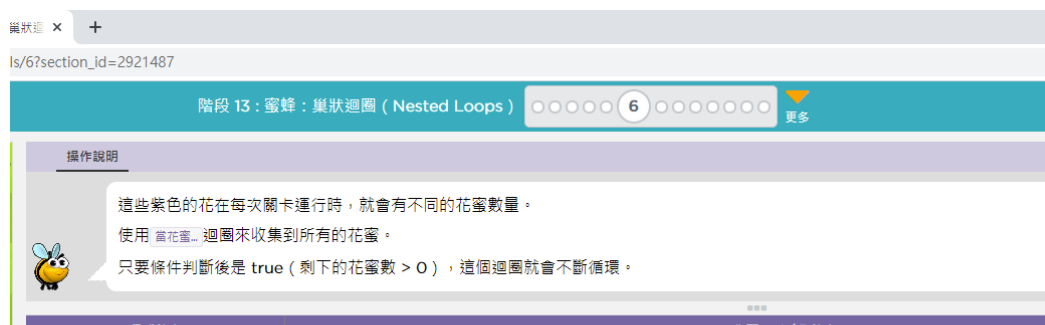 巢狀迴
ls/6?section_id=2921487
階段 13：蜜蜂：巢狀迴圈 ( Nested Loops ) 6 更多
操作說明
這些紫色的花在每次關卡運行時，就會有不同的花蜜數量。
使用 當花蜜... 迴圈來收集到所有的花蜜。
只要條件判斷後是 true ( 剩下的花蜜數 > 0 ) ，這個迴圈就會不斷循環。